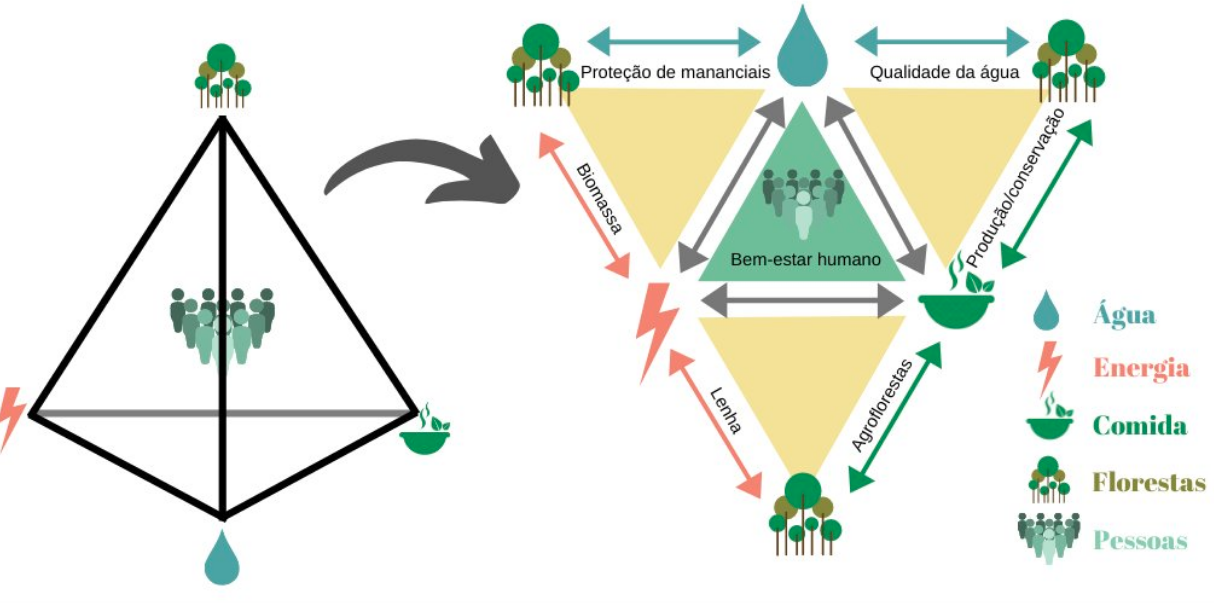 Proteção de mananciais
Qualidade da água
Biomassa
Produção/conservação
Bem-estar humano
Lenha
Agroflorestas
Água
Energia
Comida
Florestas
Pessoas